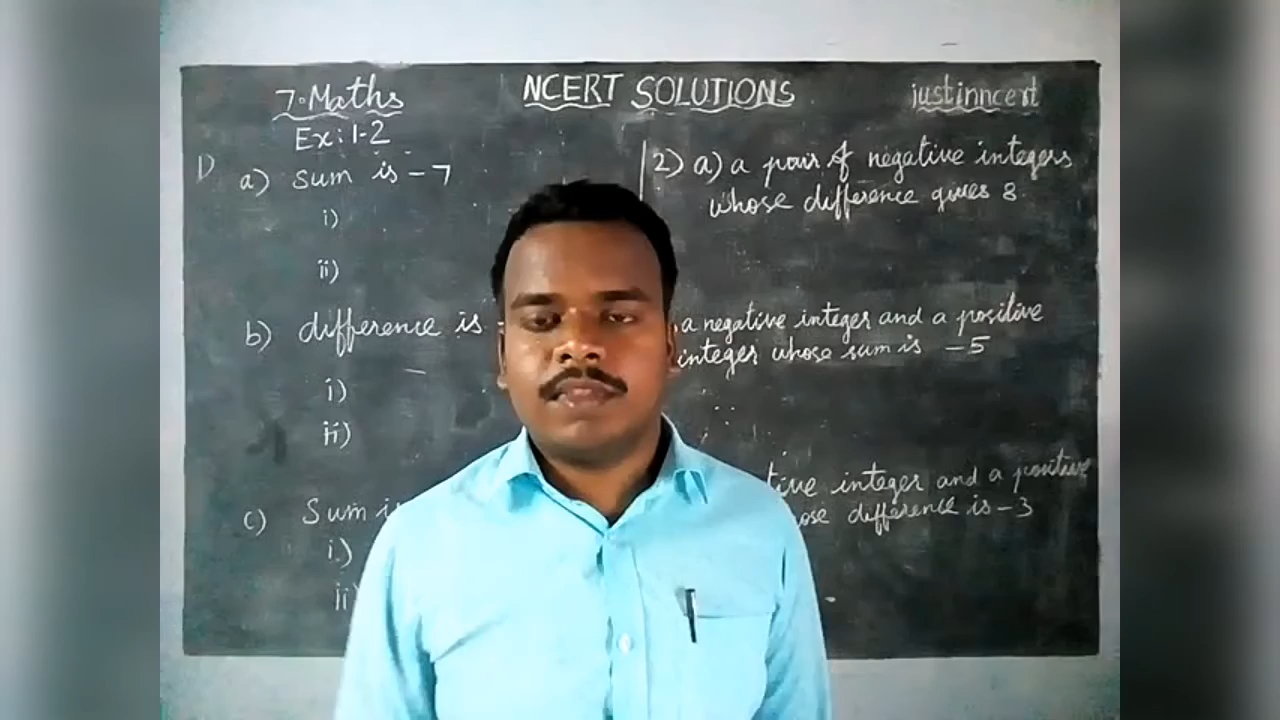 7. Maths
NCERT SOLUTIONS
justinncert
Ex: 1.2
1)
a) sum is -7
i)
ii)
b) difference is
i)
ii)
c) Sum is
i.)
ii)
2) a) a pair of negative integers
whose difference gives 8.
a negative integer and a positive
integer whose sum is -5
integer and a positive
difference is -3